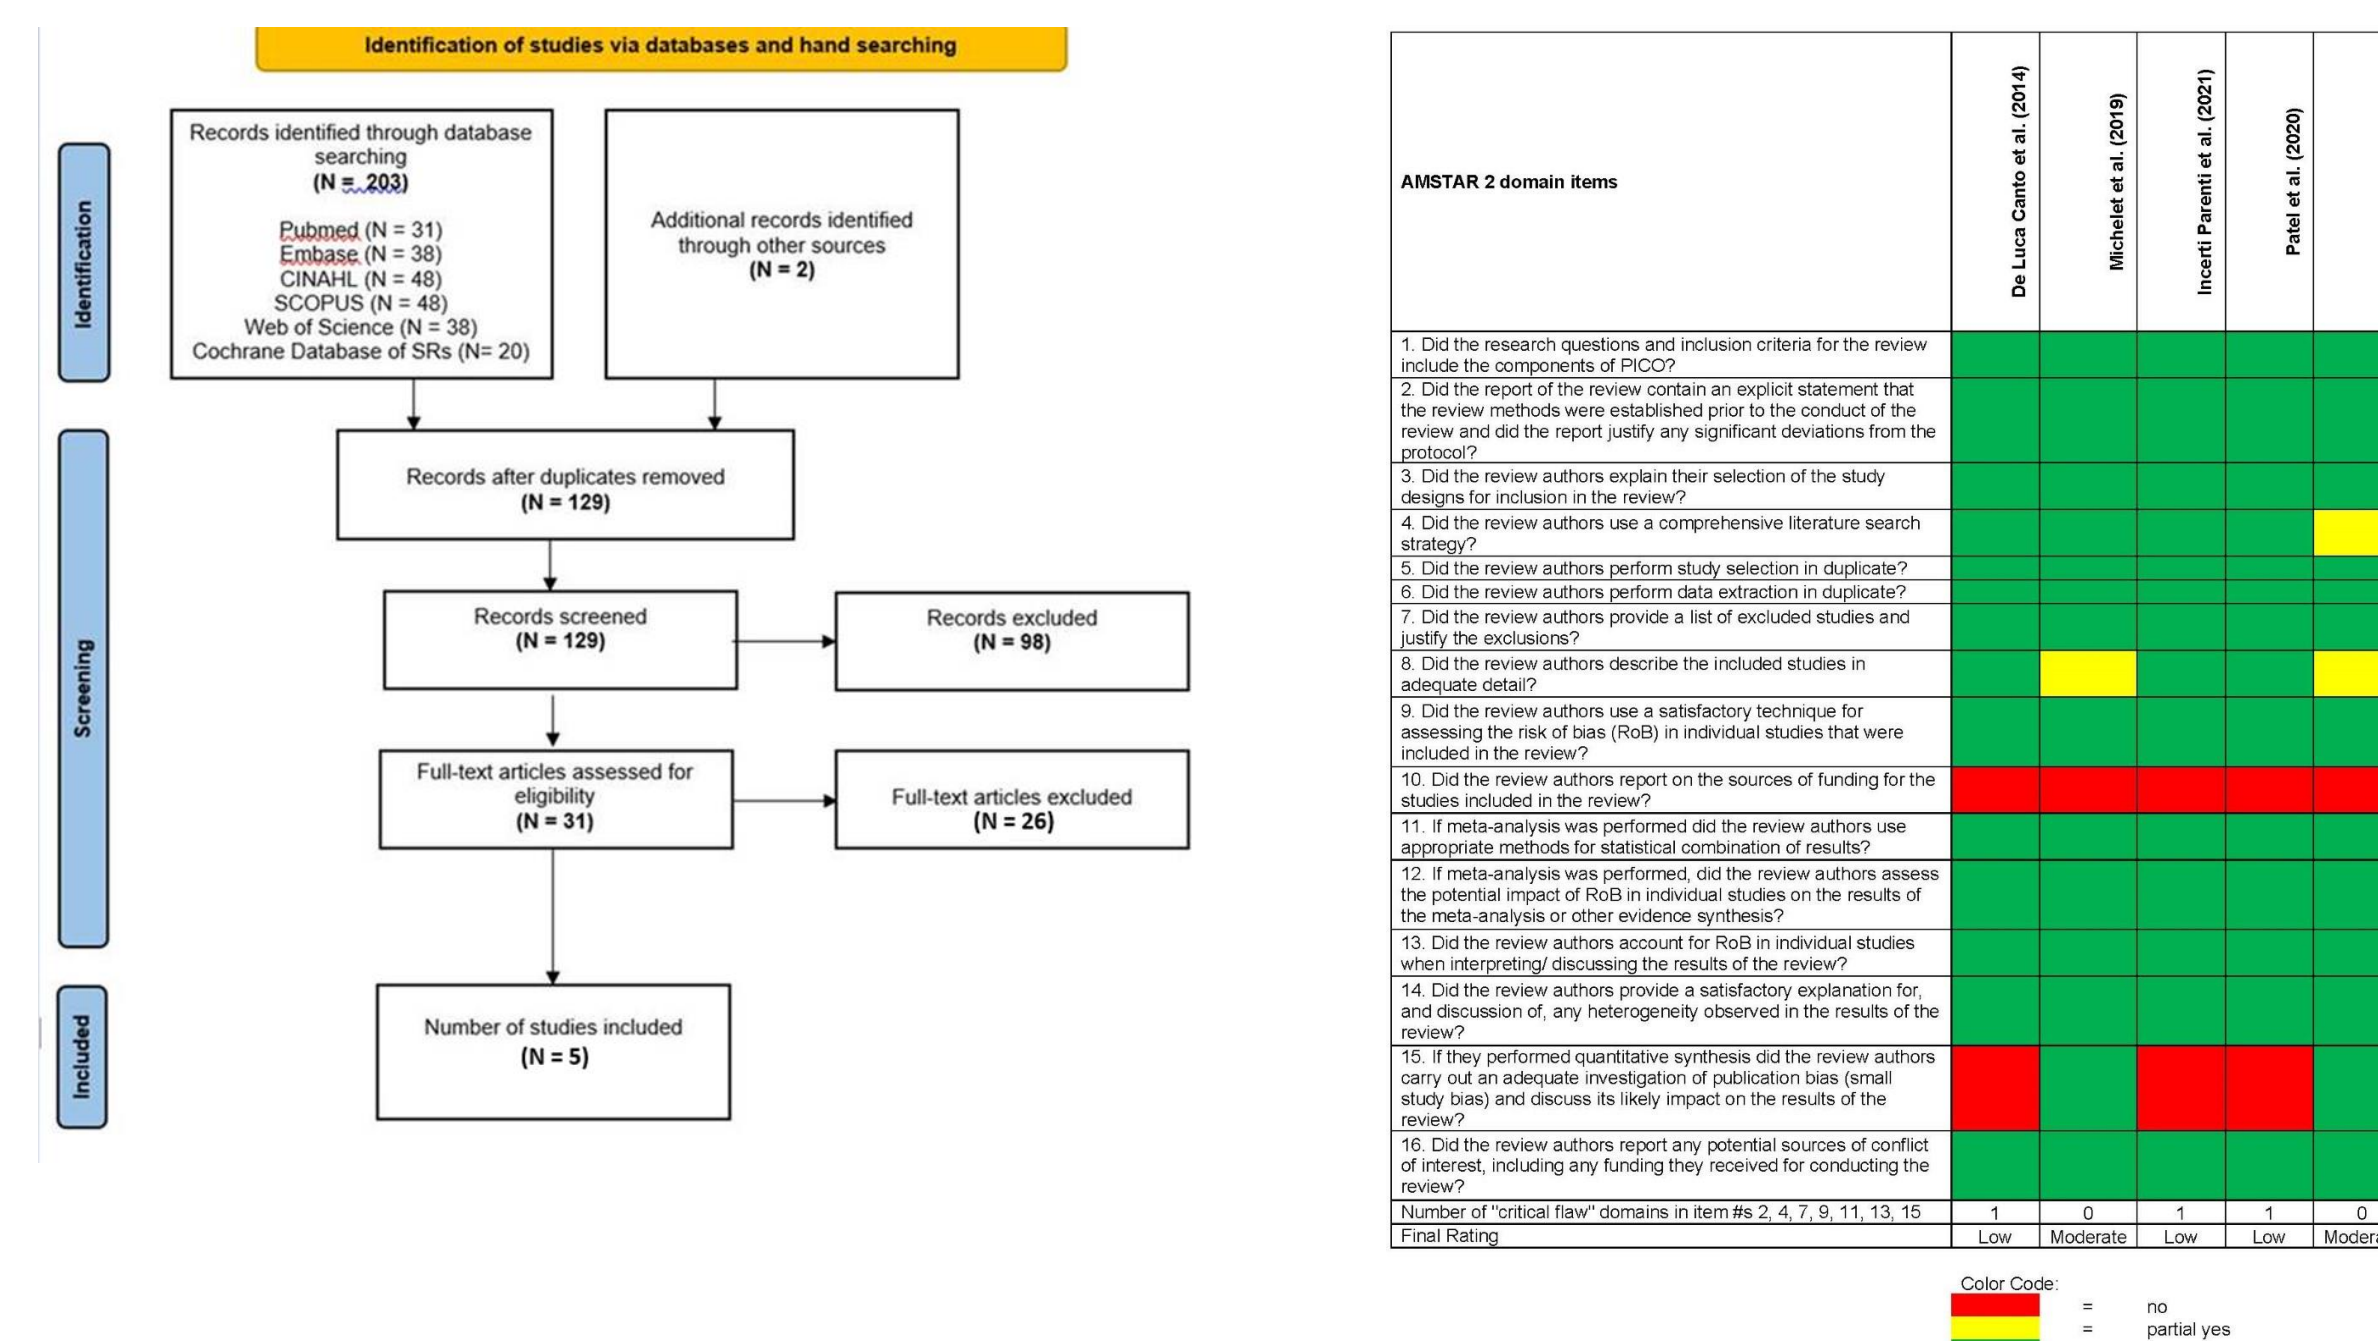 Identification of studies via databases and hand searching
Identification
Records identified through database
searching
(N = 203)
Pubmed (N = 31)
Embase (N = 38)
CINAHL (N = 48)
SCOPUS (N = 48)
Web of Science (N = 38)
Cochrane Database of SRs (N= 20)
Additional records identified
through other sources
(N = 2)
Screening
Records after duplicates removed
(N = 129)
Records screened
(N = 129)
Records excluded
(N = 98)
Full-text articles assessed for
eligibility
(N = 31)
Full-text articles excluded
(N = 26)
Included
Number of studies included
(N = 5)
AMSTAR 2 domain items
De Luca Canto et al. (2014)
Michelet et al. (2019)
Incerti Parenti et al. (2021)
Patel et al. (2020)
1. Did the research questions and inclusion criteria for the review
include the components of PICO?
2. Did the report of the review contain an explicit statement that
the review methods were established prior to the conduct of the
review and did the report justify any significant deviations from the
protocol?
3. Did the review authors explain their selection of the study
designs for inclusion in the review?
4. Did the review authors use a comprehensive literature search
strategy?
5. Did the review authors perform study selection in duplicate?
6. Did the review authors perform data extraction in duplicate?
7. Did the review authors provide a list of excluded studies and
justify the exclusions?
8. Did the review authors describe the included studies in
adequate detail?
9. Did the review authors use a satisfactory technique for
assessing the risk of bias (RoB) in individual studies that were
included in the review?
10. Did the review authors report on the sources of funding for the
studies included in the review?
11. If meta-analysis was performed did the review authors use
appropriate methods for statistical combination of results?
12. If meta-analysis was performed, did the review authors assess
the potential impact of RoB in individual studies on the results of
the meta-analysis or other evidence synthesis?
13. Did the review authors account for RoB in individual studies
when interpreting/ discussing the results of the review?
14. Did the review authors provide a satisfactory explanation for,
and discussion of, any heterogeneity observed in the results of the
review?
15. If they performed quantitative synthesis did the review authors
carry out an adequate investigation of publication bias (small
study bias) and discuss its likely impact on the results of the
review?
16. Did the review authors report any potential sources of conflict
of interest, including any funding they received for conducting the
review?
Number of "critical flaw" domains in item #s 2, 4, 7, 9, 11, 13, 15 1 0 1 1 0
Final Rating Low Moderate Low Low Modera
Color Code:
= no
= partial yes